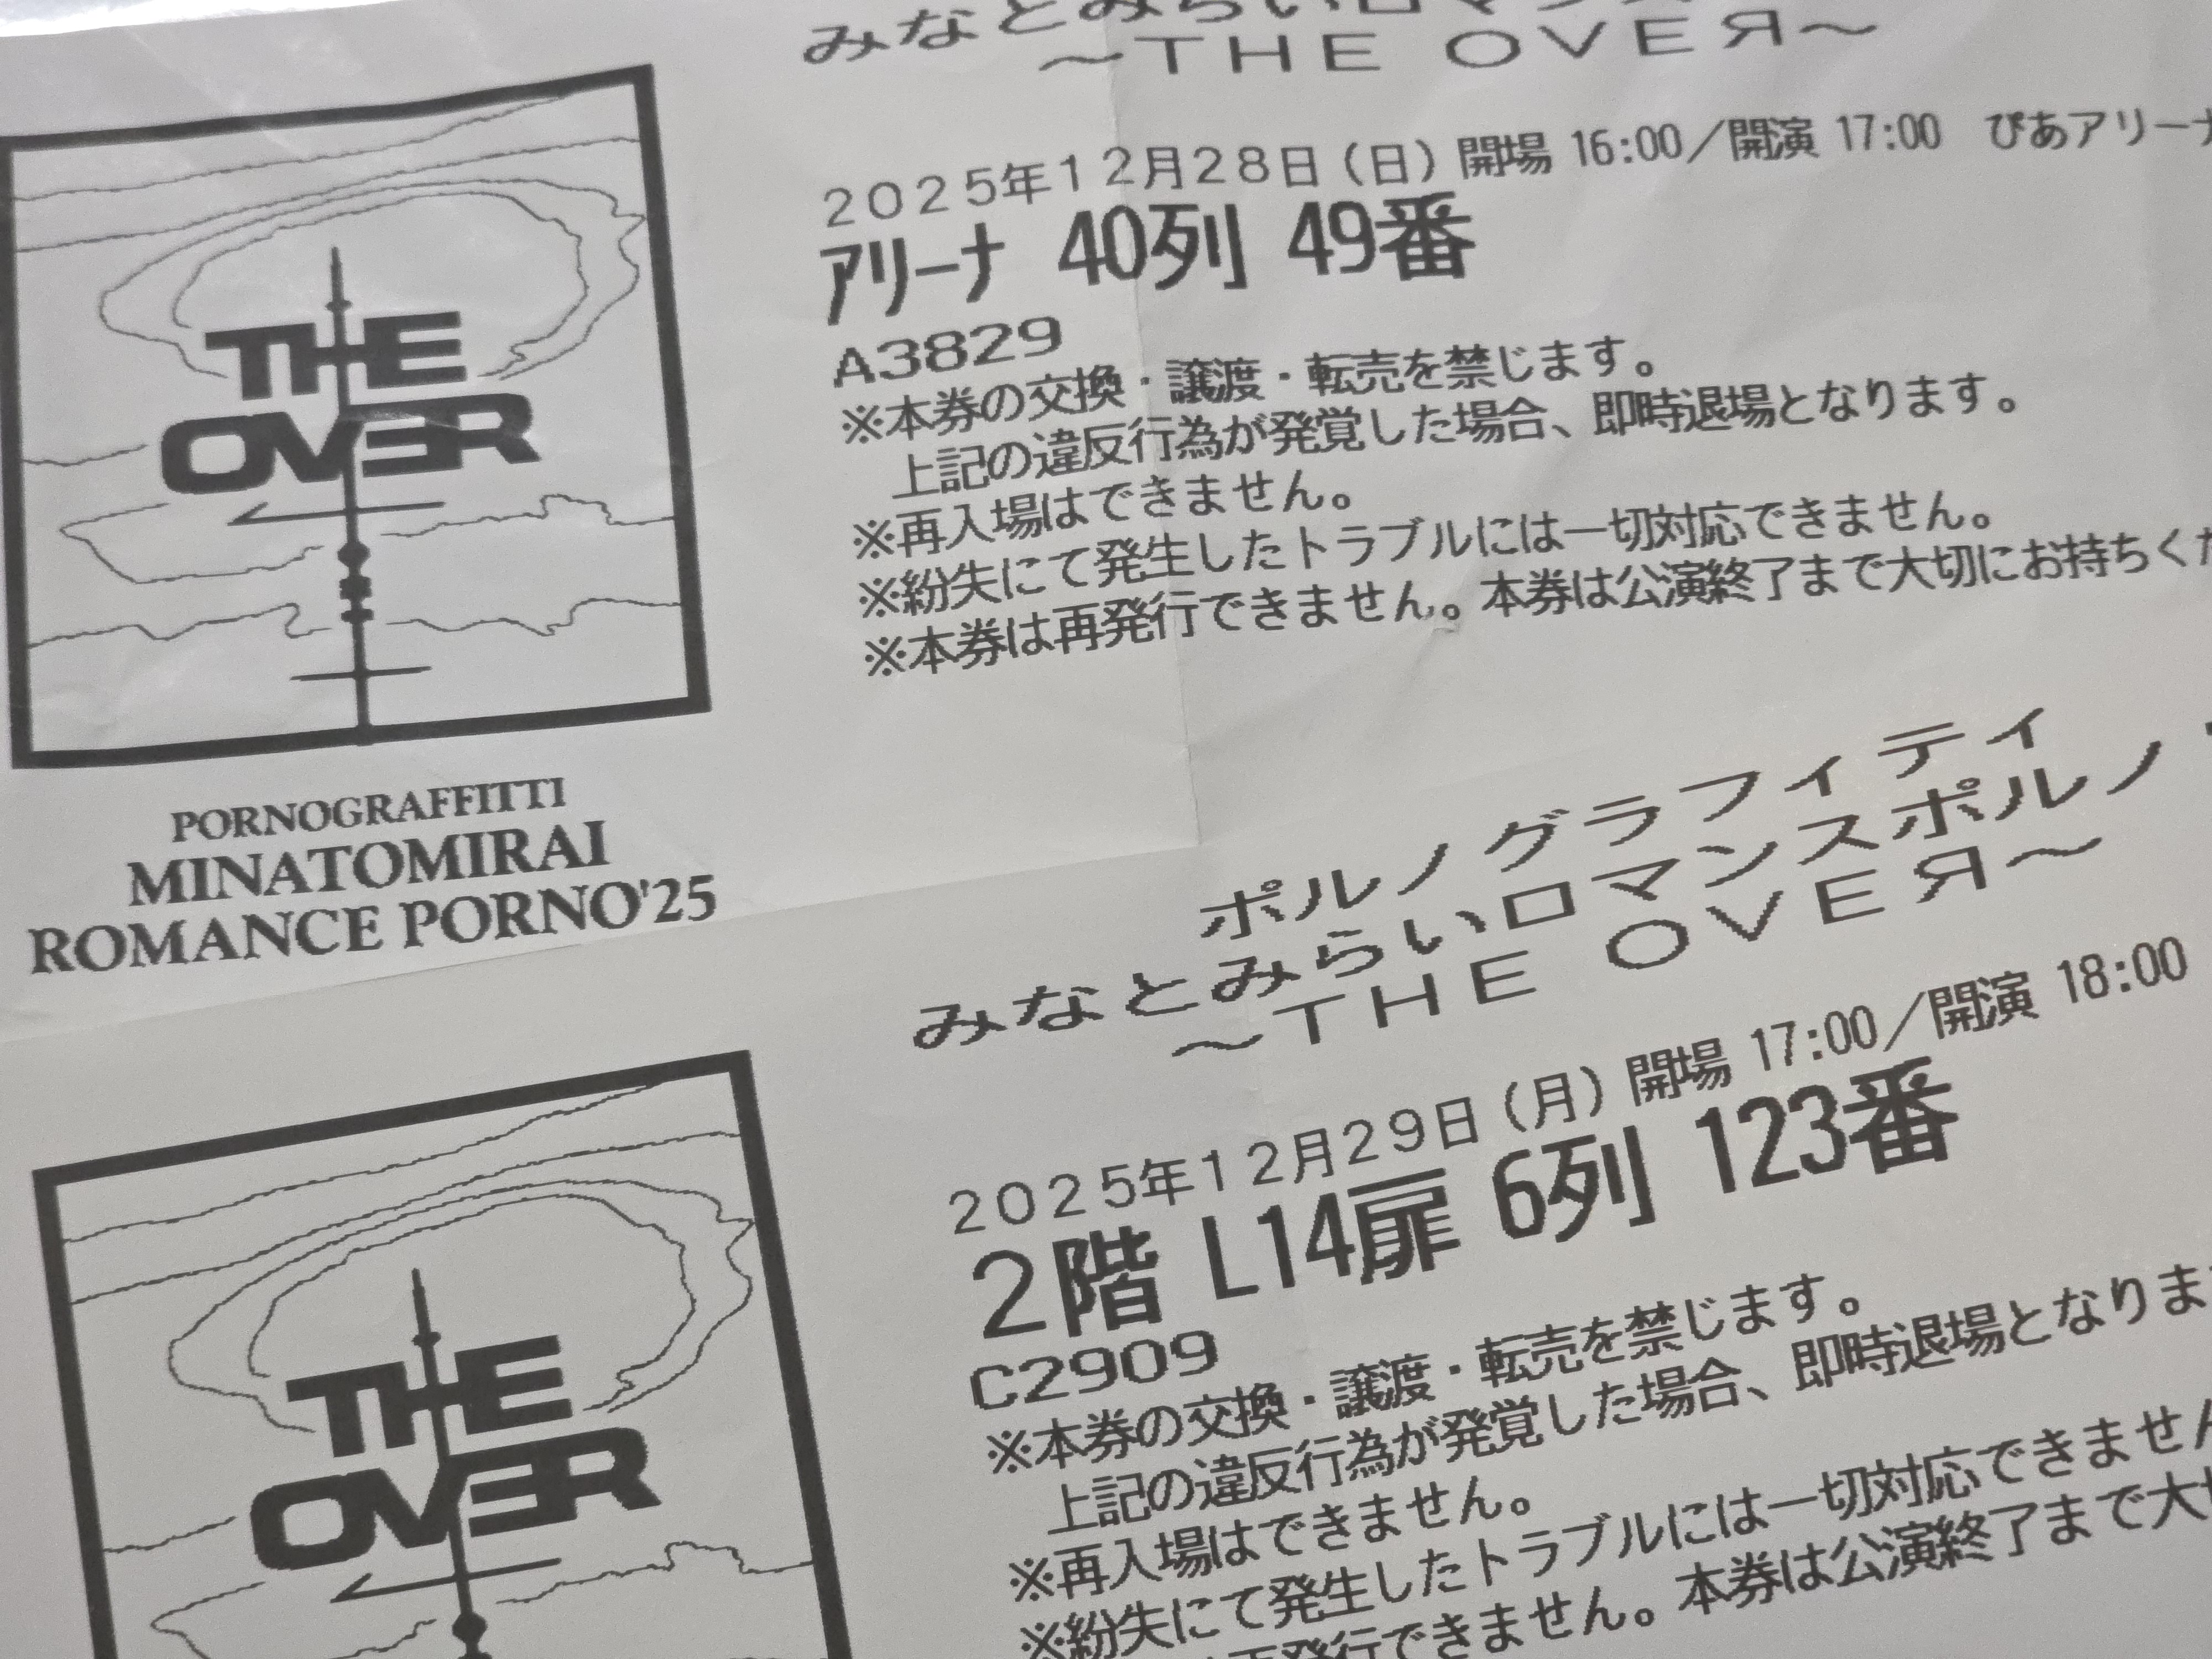 みなとみらいロマンス
～THE OVEЯ～
2025年12月28日(日) 開場 16:00／開演 17:00 ぴあアリーナ
ｱﾘｰﾅ 40列 49番
A3829
※本券の交換・譲渡・転売を禁じます。
上記の違反行為が発覚した場合、即時退場となります。
※再入場はできません。
※紛失にて発生したトラブルには一切対応できません。
※本券は再発行できません。本券は公演終了まで大切にお持ちくだ
THE
OVEЯ
PORNOGRAFFITTI
MINATOMIRAI
ROMANCE PORNO'25
ポルノグラフィティ
みなとみらいロマンスポルノ
～THE OVEЯ～
2025年12月29日(月) 開場 17:00／開演 18:00
2階 L14扉 6列 123番
C2909
※本券の交換・譲渡・転売を禁じます。
上記の違反行為が発覚した場合、即時退場となりま
※再入場はできません。
※紛失にて発生したトラブルには一切対応できません
再発行できません。本券は公演終了まで大切
THE
OVEЯ